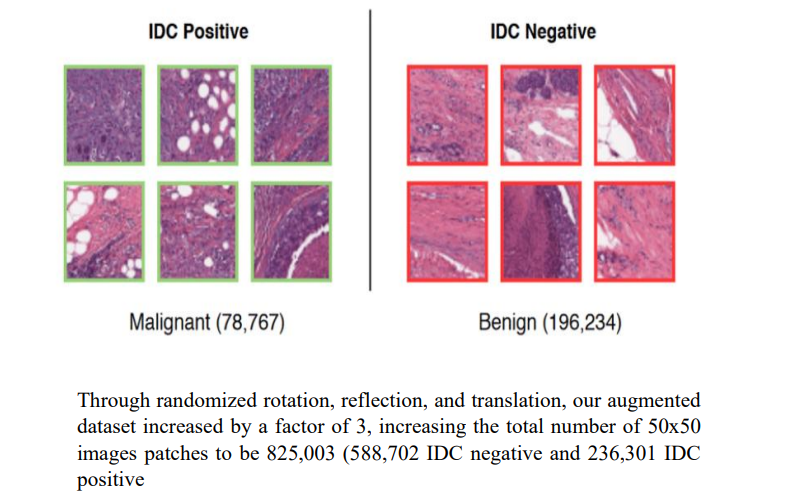 IDC Positive
IDC Negative
Malignant (78,767)
Benign (196,234)
Through randomized rotation, reflection, and translation, our augmented
dataset increased by a factor of 3, increasing the total number of 50x50
images patches to be 825,003 (588,702 IDC negative and 236,301 IDC
positive